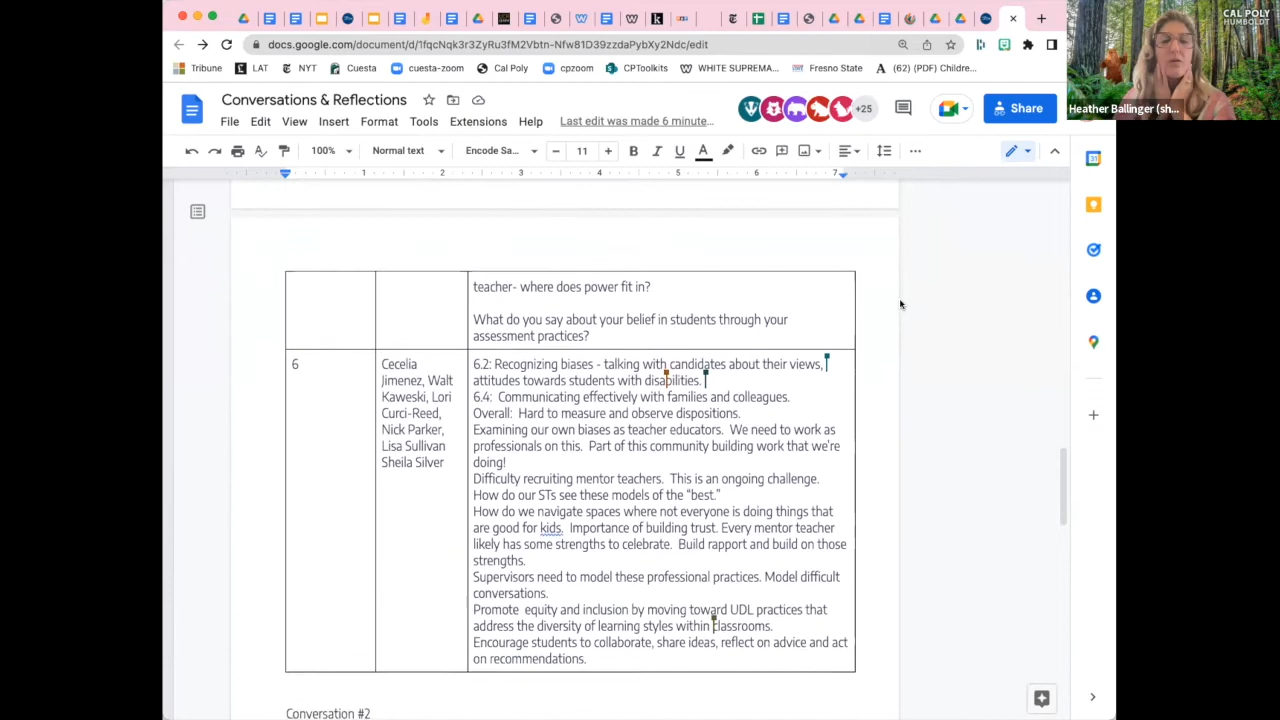 CAL POLY
HUMBOLDT
docs.google.com/document/d/1fqcNqk3r3ZyRu3fM2Vbtn-Nfw81D39zzdaPybXy2Ndc/edit
Tribune LAT NYT Cuesta cuesta-zoom Cal Poly cpzoom CPToolkits WHITE SUPREMA... Fresno State (62) (PDF) Childre...
Heather Ballinger (sh...
Conversations & Reflections
+25
Share
File Edit View Insert Format Tools Extensions Help Last edit was made 6 minute...
100% Normal text Encode Sa... 11
1 2 3 4 5 6 7
teacher- where does power fit in?
What do you say about your belief in students through your
assessment practices?
6
Cecelia
Jimenez, Walt
Kaweski, Lori
Curci-Reed,
Nick Parker,
Lisa Sullivan
Sheila Silver
6.2: Recognizing biases - talking with candidates about their views,
attitudes towards students with disabilities.
6.4: Communicating effectively with families and colleagues.
Overall: Hard to measure and observe dispositions.
Examining our own biases as teacher educators. We need to work as
professionals on this. Part of this community building work that we're
doing!
Difficulty recruiting mentor teachers. This is an ongoing challenge.
How do our STs see these models of the "best."
How do we navigate spaces where not everyone is doing things that
are good for kids. Importance of building trust. Every mentor teacher
likely has some strengths to celebrate. Build rapport and build on those
strengths.
Supervisors need to model these professional practices. Model difficult
conversations.
Promote equity and inclusion by moving toward UDL practices that
address the diversity of learning styles within classrooms.
Encourage students to collaborate, share ideas, reflect on advice and act
on recommendations.
Conversation #2